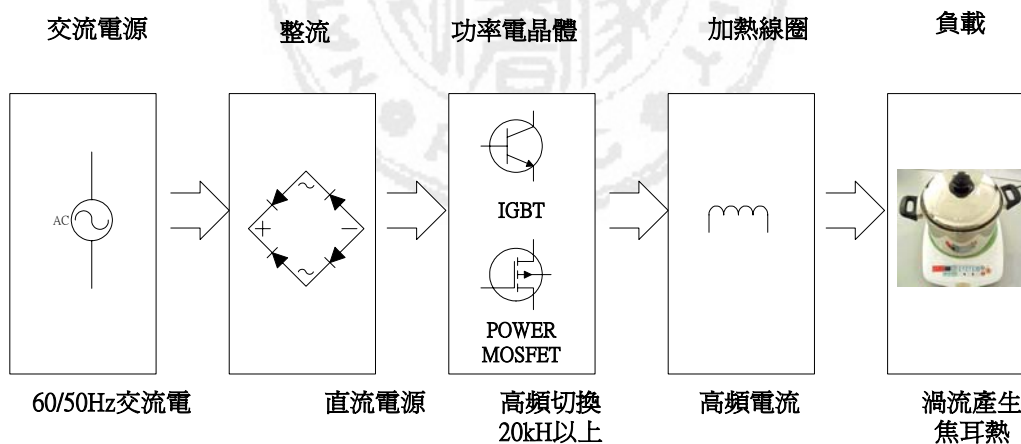 交流電源
整流
功率電晶體
加熱線圈
負載
AC
IGBT
POWER
MOSFET
60/50Hz交流電
直流電源
高頻切換
20kH以上
高頻電流
渦流產生
焦耳熱